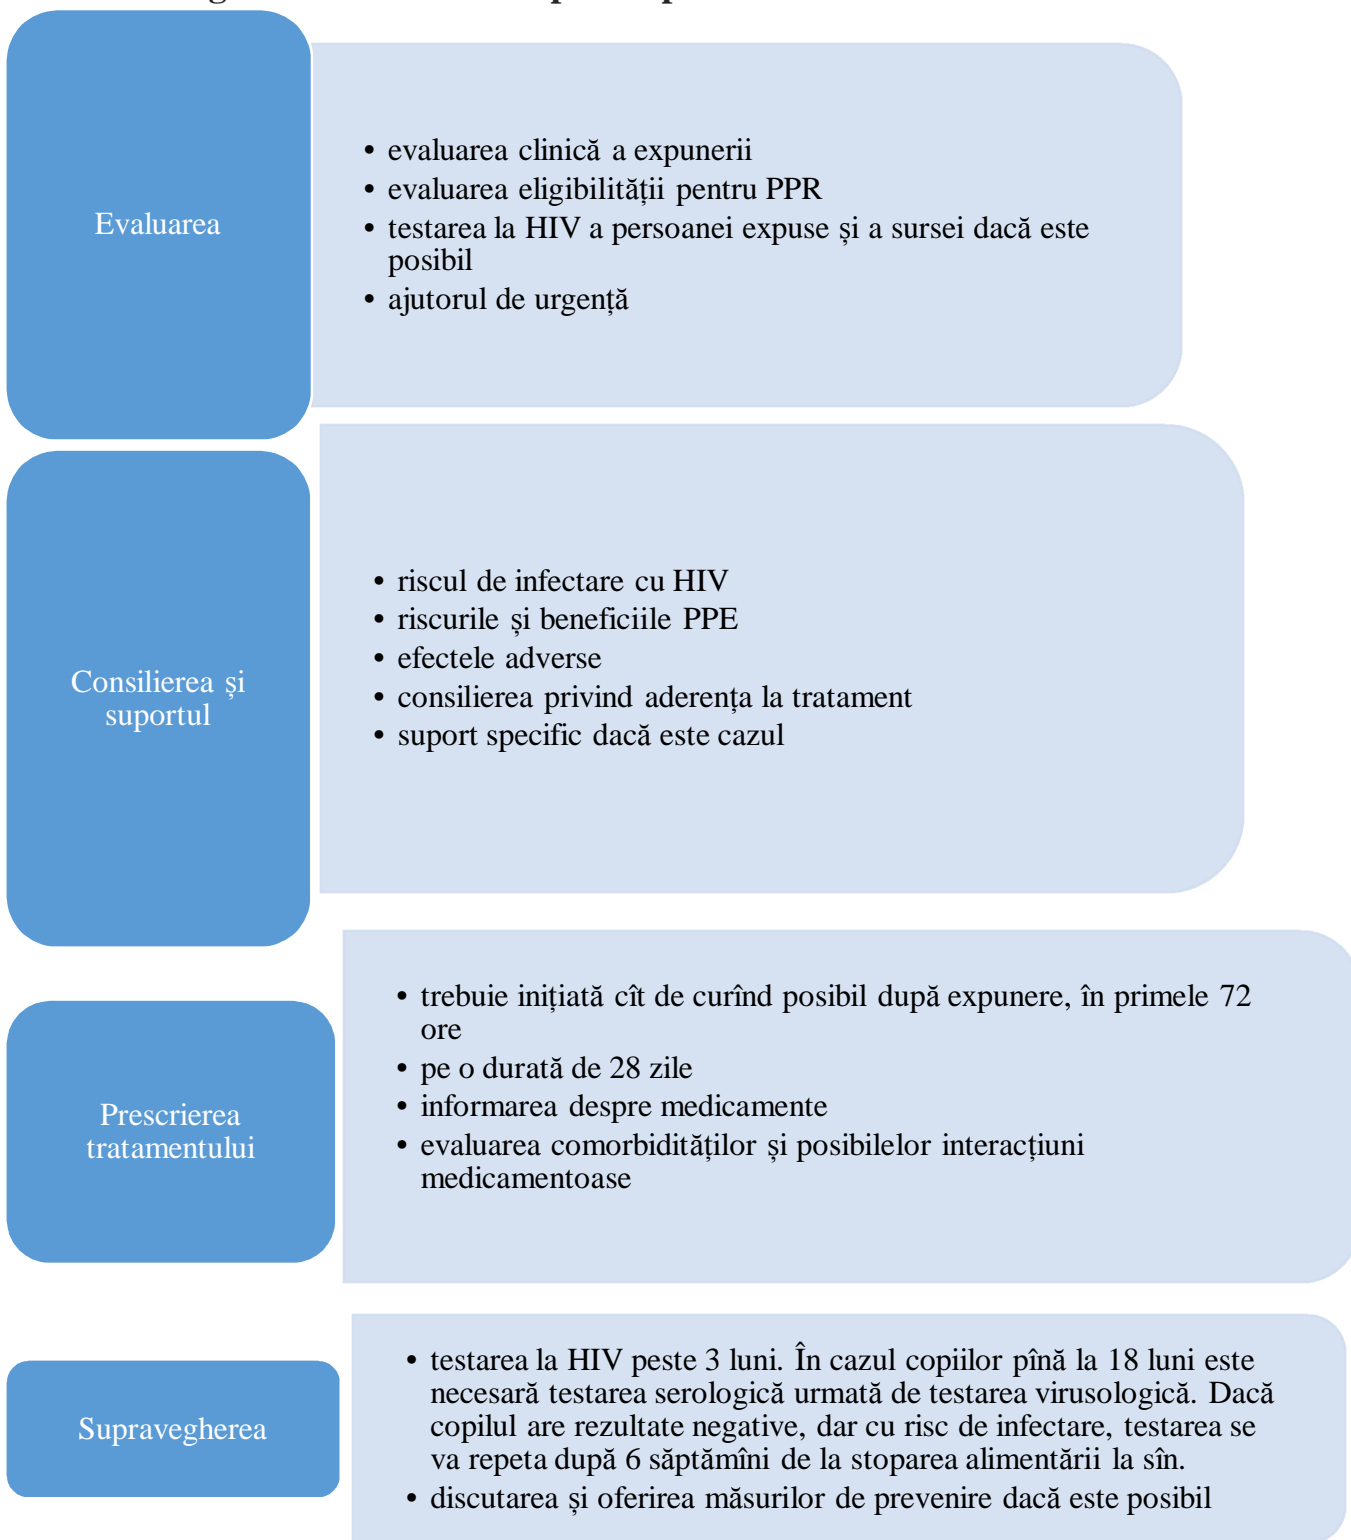 Evaluarea
• evaluarea clinică a expunerii
• evaluarea eligibilității pentru PPR
• testarea la HIV a persoanei expuse și a sursei dacă este
posibil
• ajutorul de urgență
Consilierea și
suportul
• riscul de infectare cu HIV
• riscurile și beneficiile PPE
• efectele adverse
• consilierea privind aderența la tratament
• suport specific dacă este cazul
Prescrierea
tratamentului
• trebuie inițiată cît de curînd posibil după expunere, în primele 72
ore
• pe o durată de 28 zile
• informarea despre medicamente
• evaluarea comorbidităților și posibilelor interacțiuni
medicamentoase
Supravegherea
• testarea la HIV peste 3 luni. În cazul copiilor pînă la 18 luni este
necesară testarea serologică urmată de testarea virusologică. Dacă
copilul are rezultate negative, dar cu risc de infectare, testarea se
va repeta după 6 săptămîni de la stoparea alimentării la sîn.
• discutarea și oferirea măsurilor de prevenire dacă este posibil